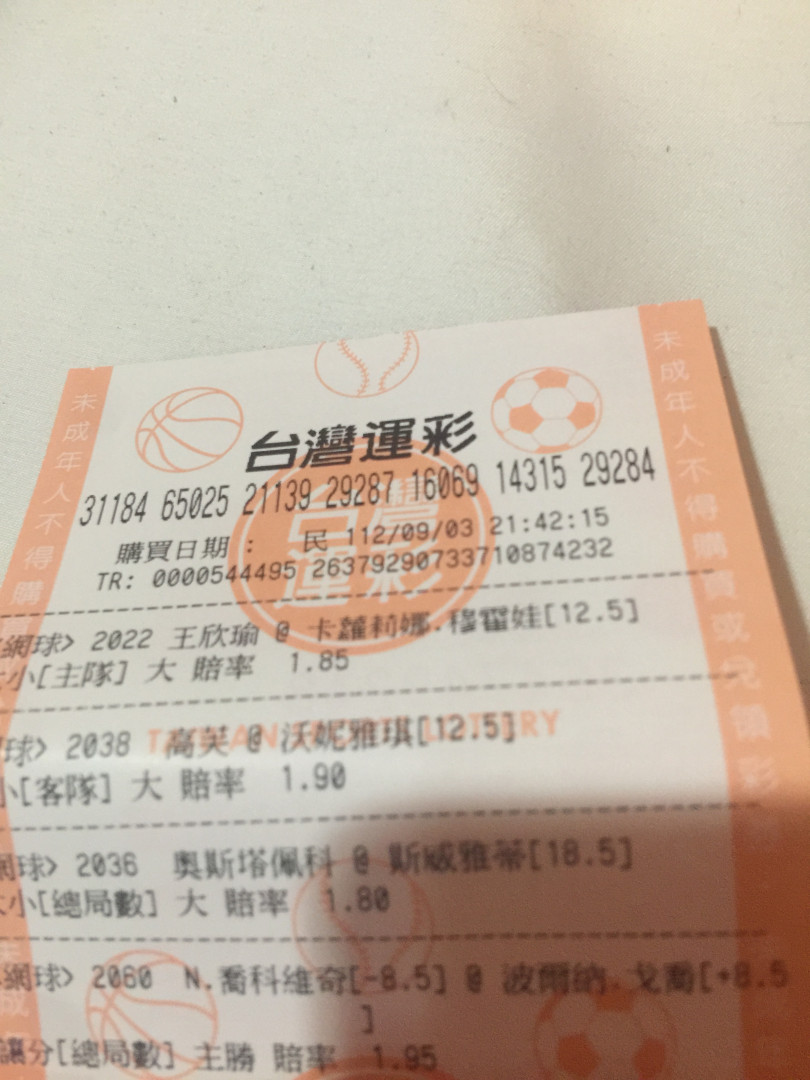 台灣運彩
31184 65025 21139 29287 16069 14315 29284
購買日期: 民 112/09/03 21:42:15
TR: 0000544495 26379290733710874232
網球> 2022 王欣瑜 @ 卡蘿莉娜.穆霍娃[12.5]
小[主隊] 大 賠率 1.85
球> 2038 高芙 @ 沃妮雅琪[12.5]
小[客隊] 大 賠率 1.90
網球> 2036 奧斯塔佩科 @ 斯威雅蒂[18.5]
大小[總局數] 大 賠率 1.80
網球> 2060 N.喬科維奇[-8.5] @ 波爾納.戈喬[+8.5
]
讓分[總局數] 主勝 賠率 1.95
未成年人不得購
未成年人不得購買或兌領彩
台灣運彩